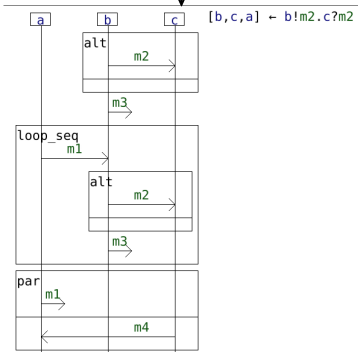 a b c [b,c,a] ← b!m2.c?m2
alt
m2
m3
loop_seq
m1
alt
m2
m3
par
m1
m4